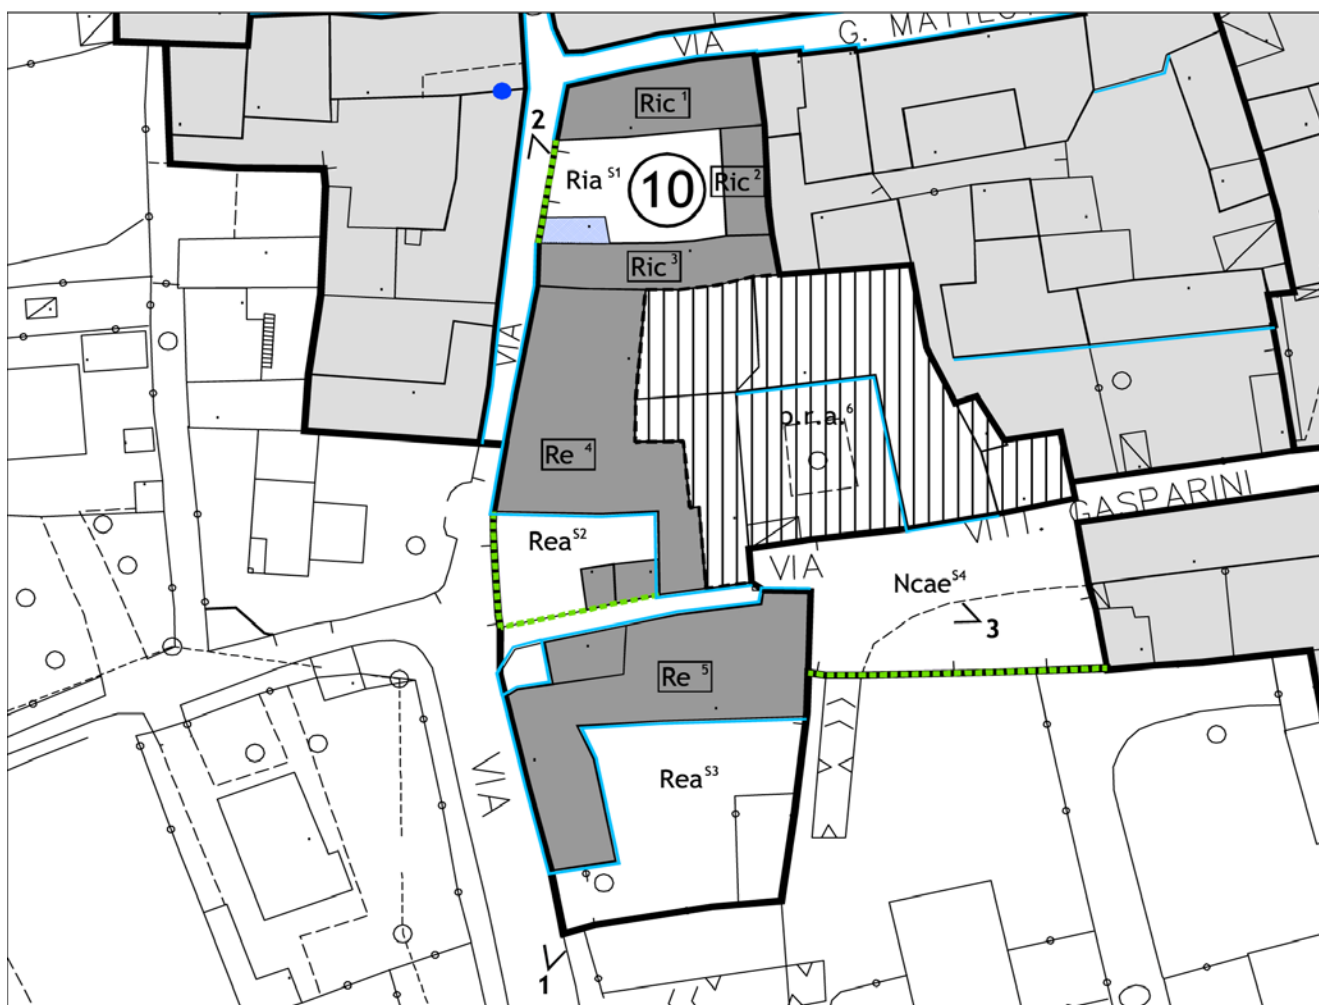 VIA G. MATTEO
Ric 1
2
Ria S1
10
Ric 2
Ric 3
VIA
p.r.a. 6
Re 4
VIA VITT. GASPARINI
Rea S2
Ncae S4
3
Re 5
VIA
Rea S3
1